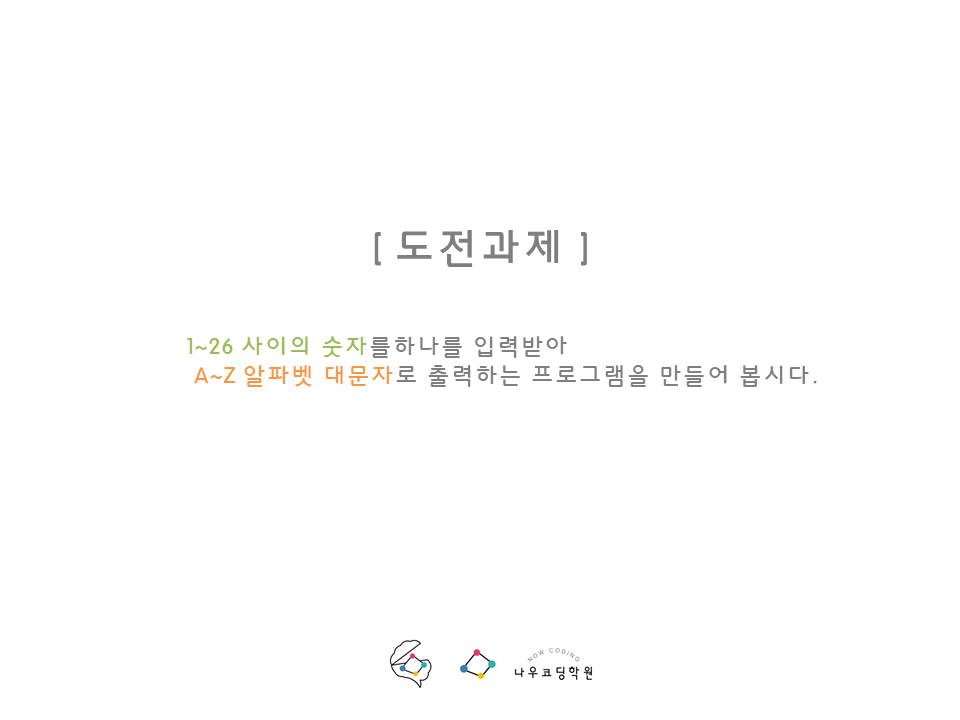 [ 도전과제 ]
1~26 사이의 숫자를하나를 입력받아
A~Z 알파벳 대문자로 출력하는 프로그램을 만들어 봅시다.
NOW CODING
나우코딩학원